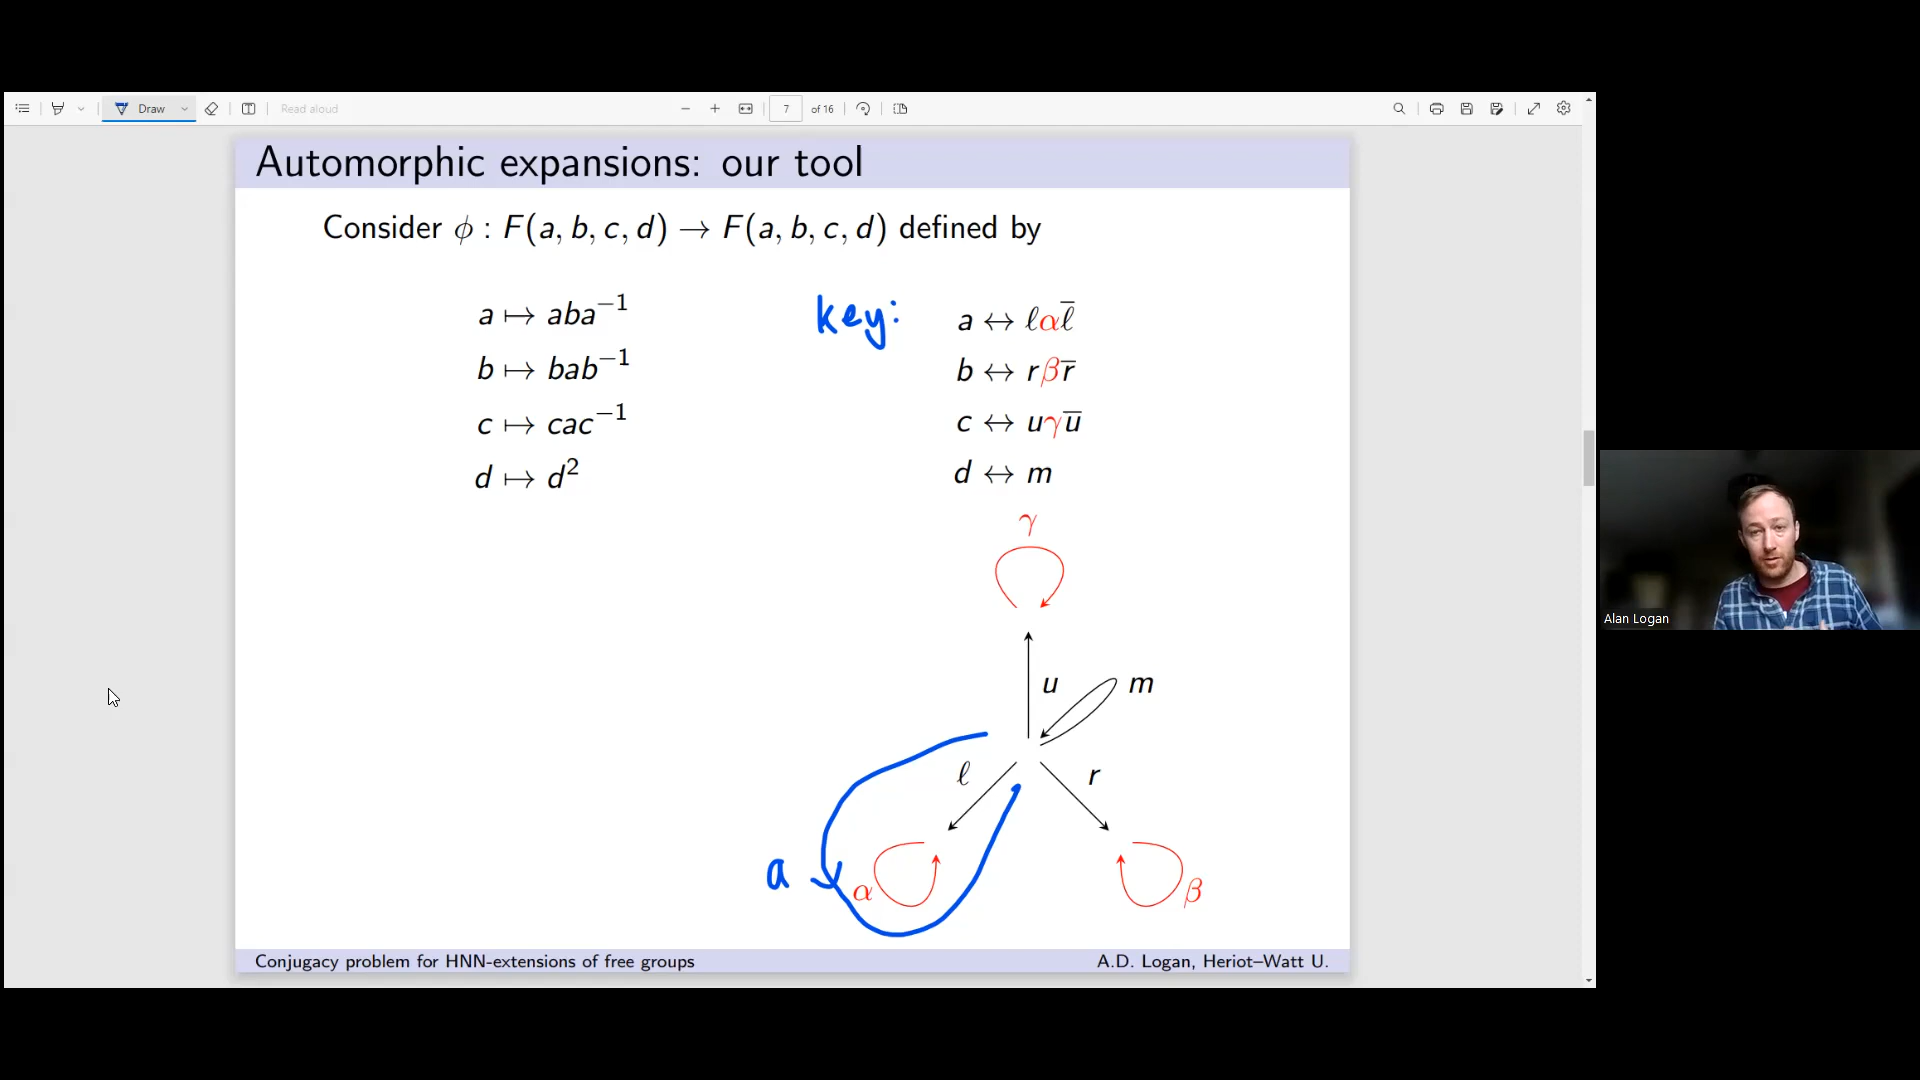 Draw
Read aloud
7 of 16
Automorphic expansions: our tool
Consider ϕ : F(a, b, c, d) → F(a, b, c, d) defined by
a ↦ aba⁻¹
b ↦ bab⁻¹
c ↦ cac⁻¹
d ↦ d²
key:
a ↔ ℓαℓ̅
b ↔ rβr̅
c ↔ uγu̅
d ↔ m
γ
u
m
ℓ
r
a
α
β
Conjugacy problem for HNN-extensions of free groups
A.D. Logan, Heriot–Watt U.
Alan Logan